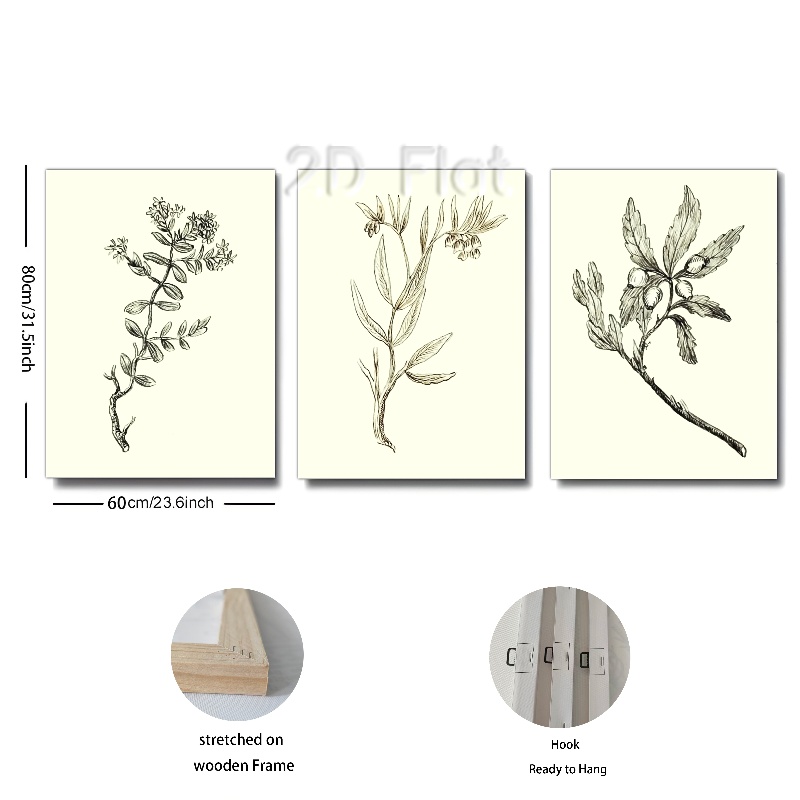 2D Flat
80cm/31.5inch
60cm/23.6inch
stretched on
wooden Frame
Hook
Ready to Hang